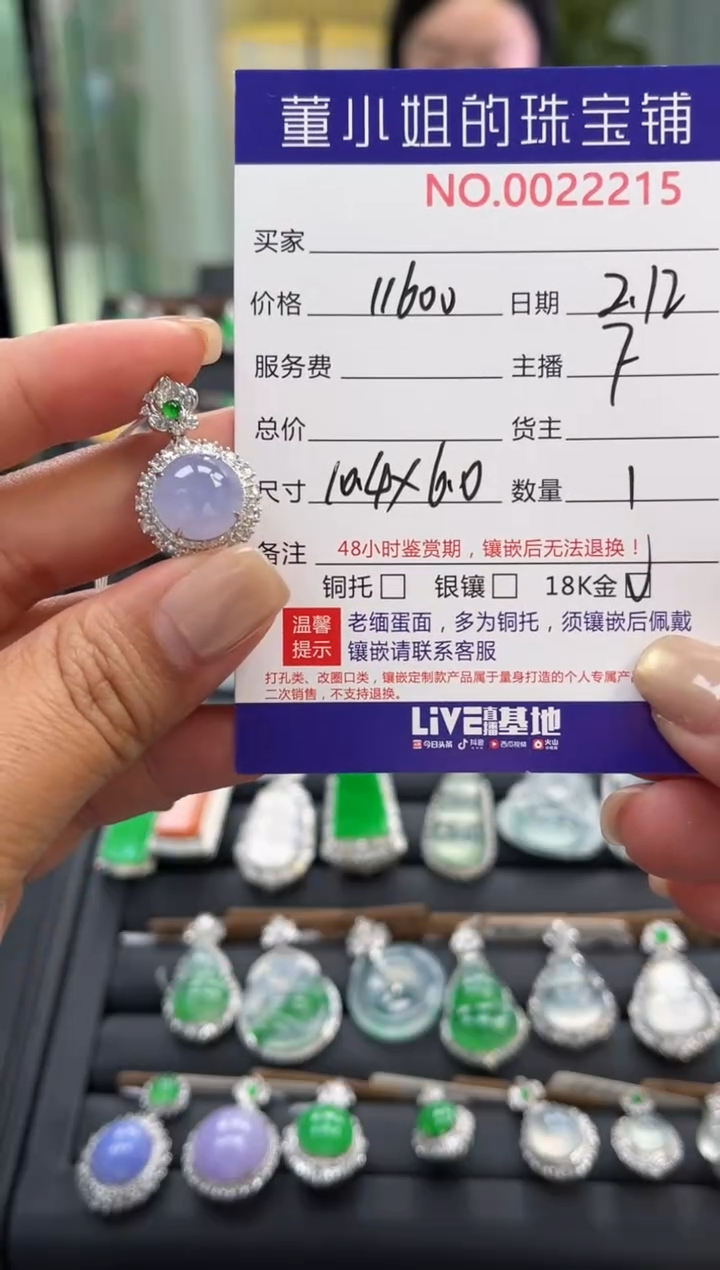 董小姐的珠宝铺
NO.0022215
买家
价格 11600 日期 2.12
服务费 主播 7
总价 货主
尺寸 10.4X6.0 数量 1
备注 48小时鉴赏期，镶嵌后无法退换！
铜托 银镶 18K金
温馨提示 老缅蛋面，多为铜托，须镶嵌后佩戴
镶嵌请联系客服
打孔类、改圈口类，镶嵌定制款产品属于量身打造的个人专属产
二次销售，不支持退换。
LIVE直播基地
今日头条 抖音 西瓜视频 火山